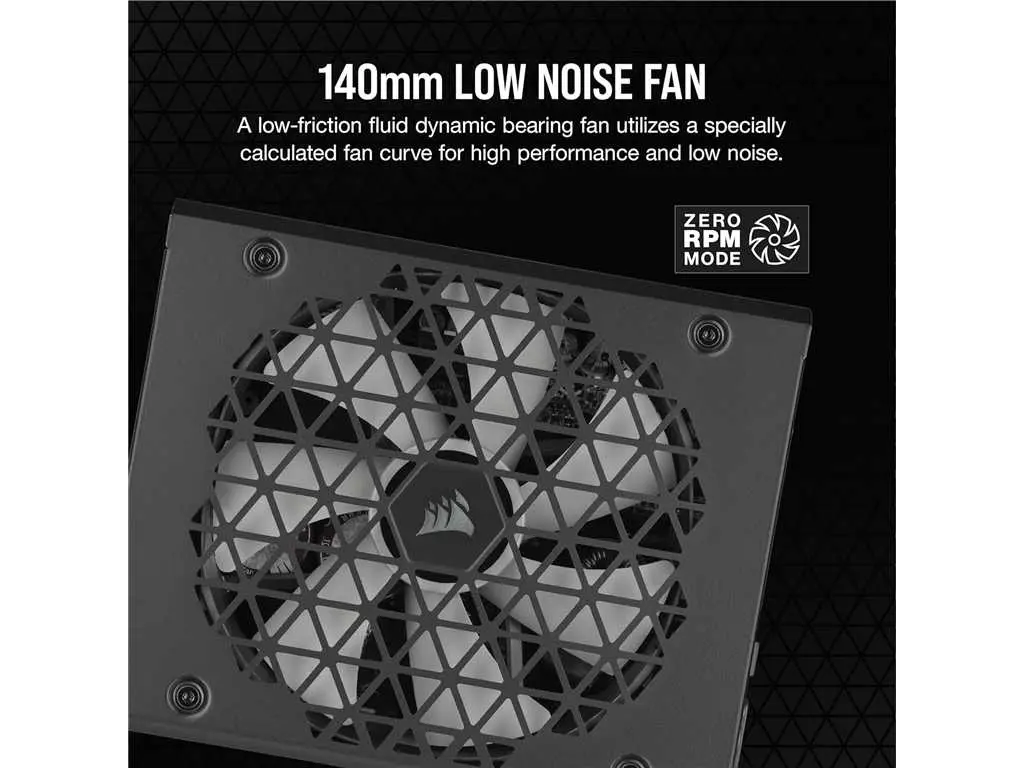 140mm LOW NOISE FAN
A low-friction fluid dynamic bearing fan utilizes a specially
calculated fan curve for high performance and low noise.
ZERO
RPM
MODE